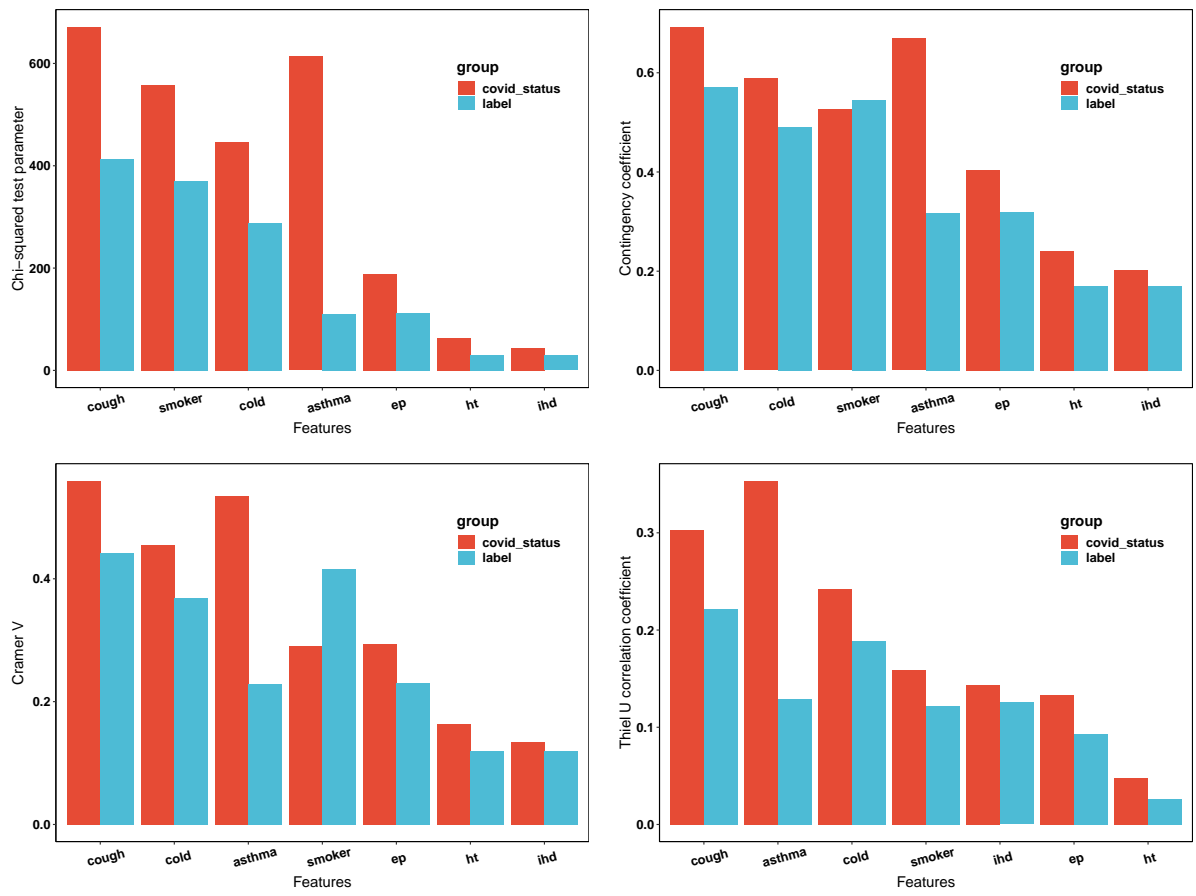 Chi−squared test parameter
600
400
200
0
group
covid_status
label
cough smoker cold asthma ep ht ihd
Features
Contingency coefficient
0.6
0.4
0.2
0.0
group
covid_status
label
cough cold smoker asthma ep ht ihd
Features
Cramer V
0.4
0.2
0.0
group
covid_status
label
cough cold asthma smoker ep ht ihd
Features
Thiel U correlation coefficient
0.3
0.2
0.1
0.0
group
covid_status
label
cough asthma cold smoker ihd ep ht
Features